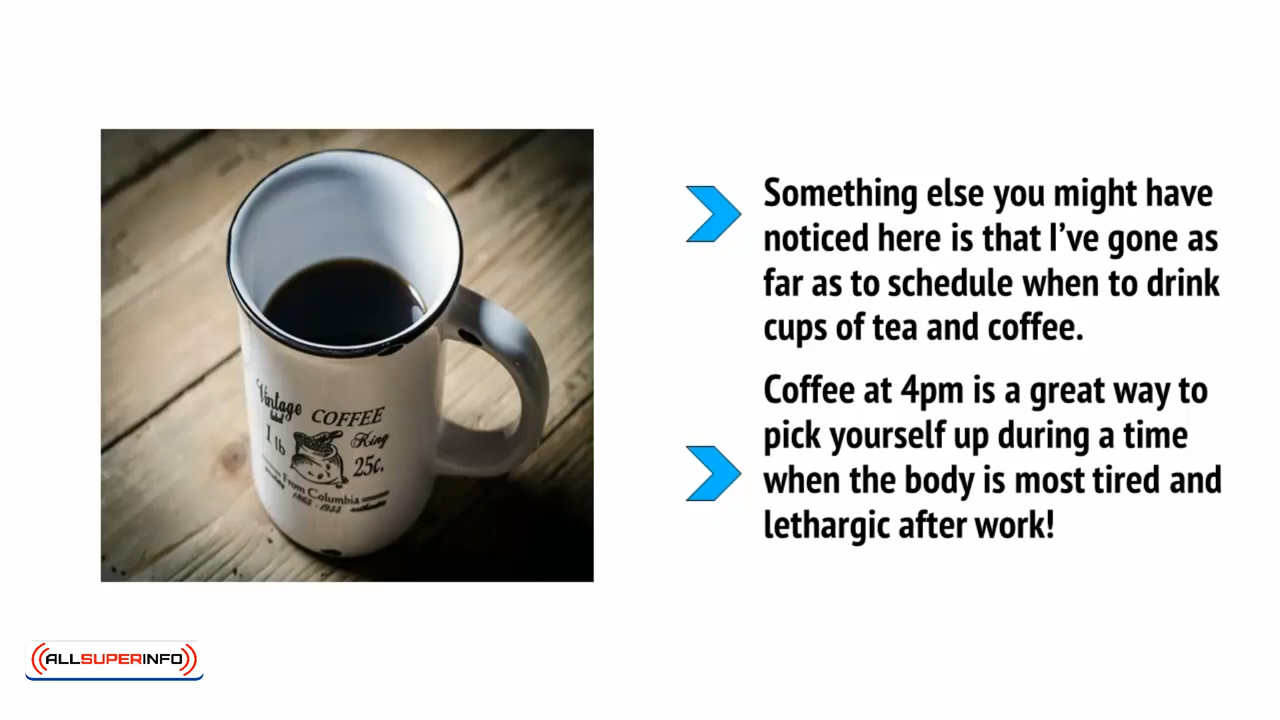 Something else you might have
noticed here is that I've gone as
far as to schedule when to drink
cups of tea and coffee.
Coffee at 4pm is a great way to
pick yourself up during a time
when the body is most tired and
lethargic after work!
Vintage
label
COFFEE
1 lb
King
25c.
From Columbia
ALLSUPERINFO